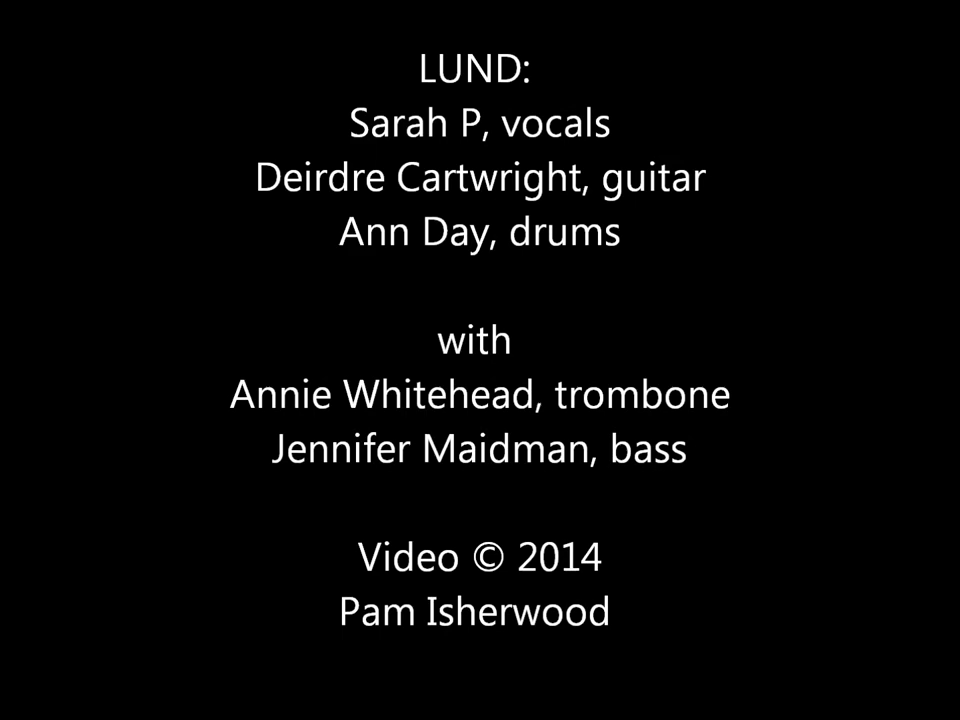 LUND:
Sarah P, vocals
Deirdre Cartwright, guitar
Ann Day, drums
with
Annie Whitehead, trombone
Jennifer Maidman, bass
Video © 2014
Pam Isherwood